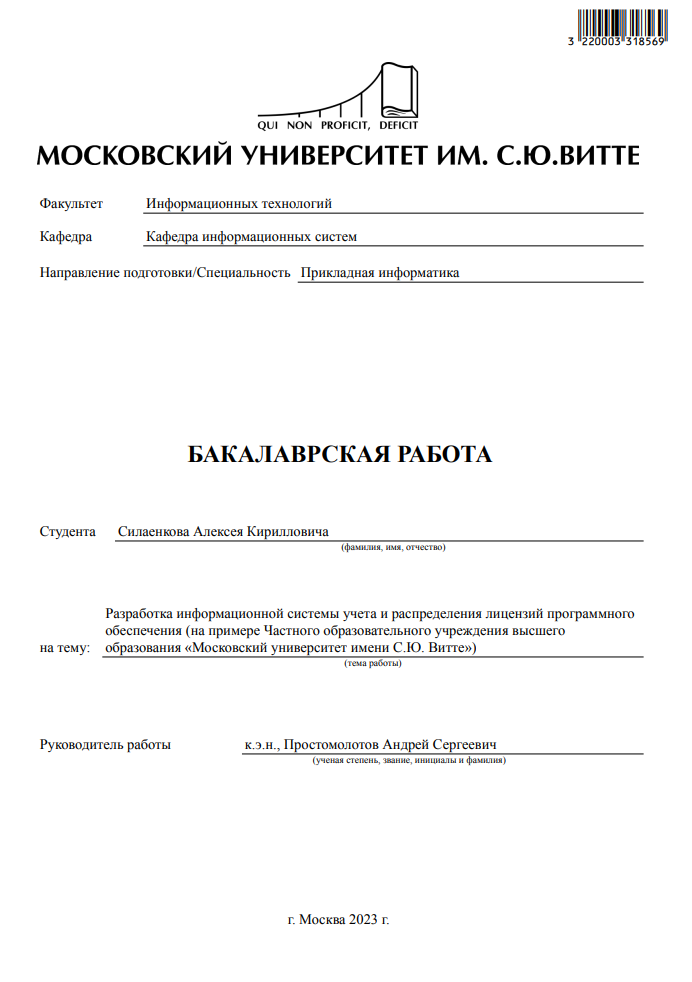 3 220003 318569
QUI NON PROFICIT, DEFICIT
МОСКОВСКИЙ УНИВЕРСИТЕТ ИМ. С.Ю.ВИТТЕ
Факультет Информационных технологий
Кафедра Кафедра информационных систем
Направление подготовки/Специальность Прикладная информатика
БАКАЛАВРСКАЯ РАБОТА
Студента Силаенкова Алексея Кирилловича
(фамилия, имя, отчество)
Разработка информационной системы учета и распределения лицензий программного
обеспечения (на примере Частного образовательного учреждения высшего
на тему: образования «Московский университет имени С.Ю. Витте»)
(тема работы)
Руководитель работы к.э.н., Простомолотов Андрей Сергеевич
(ученая степень, звание, инициалы и фамилия)
г. Москва 2023 г.